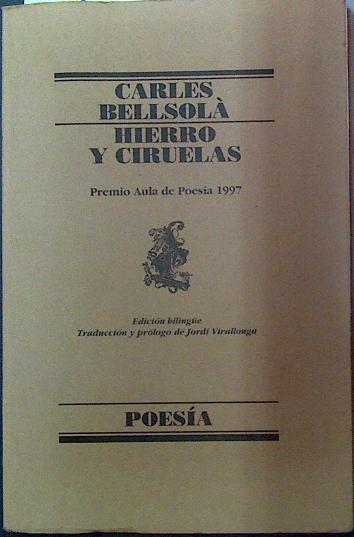 CARLES
BELLSOLÀ
HIERRO
Y CIRUELAS
Premio Aula de Poesía 1997
Edición bilingüe
Traducción y prólogo de Jordi Virallonga
POESÍA